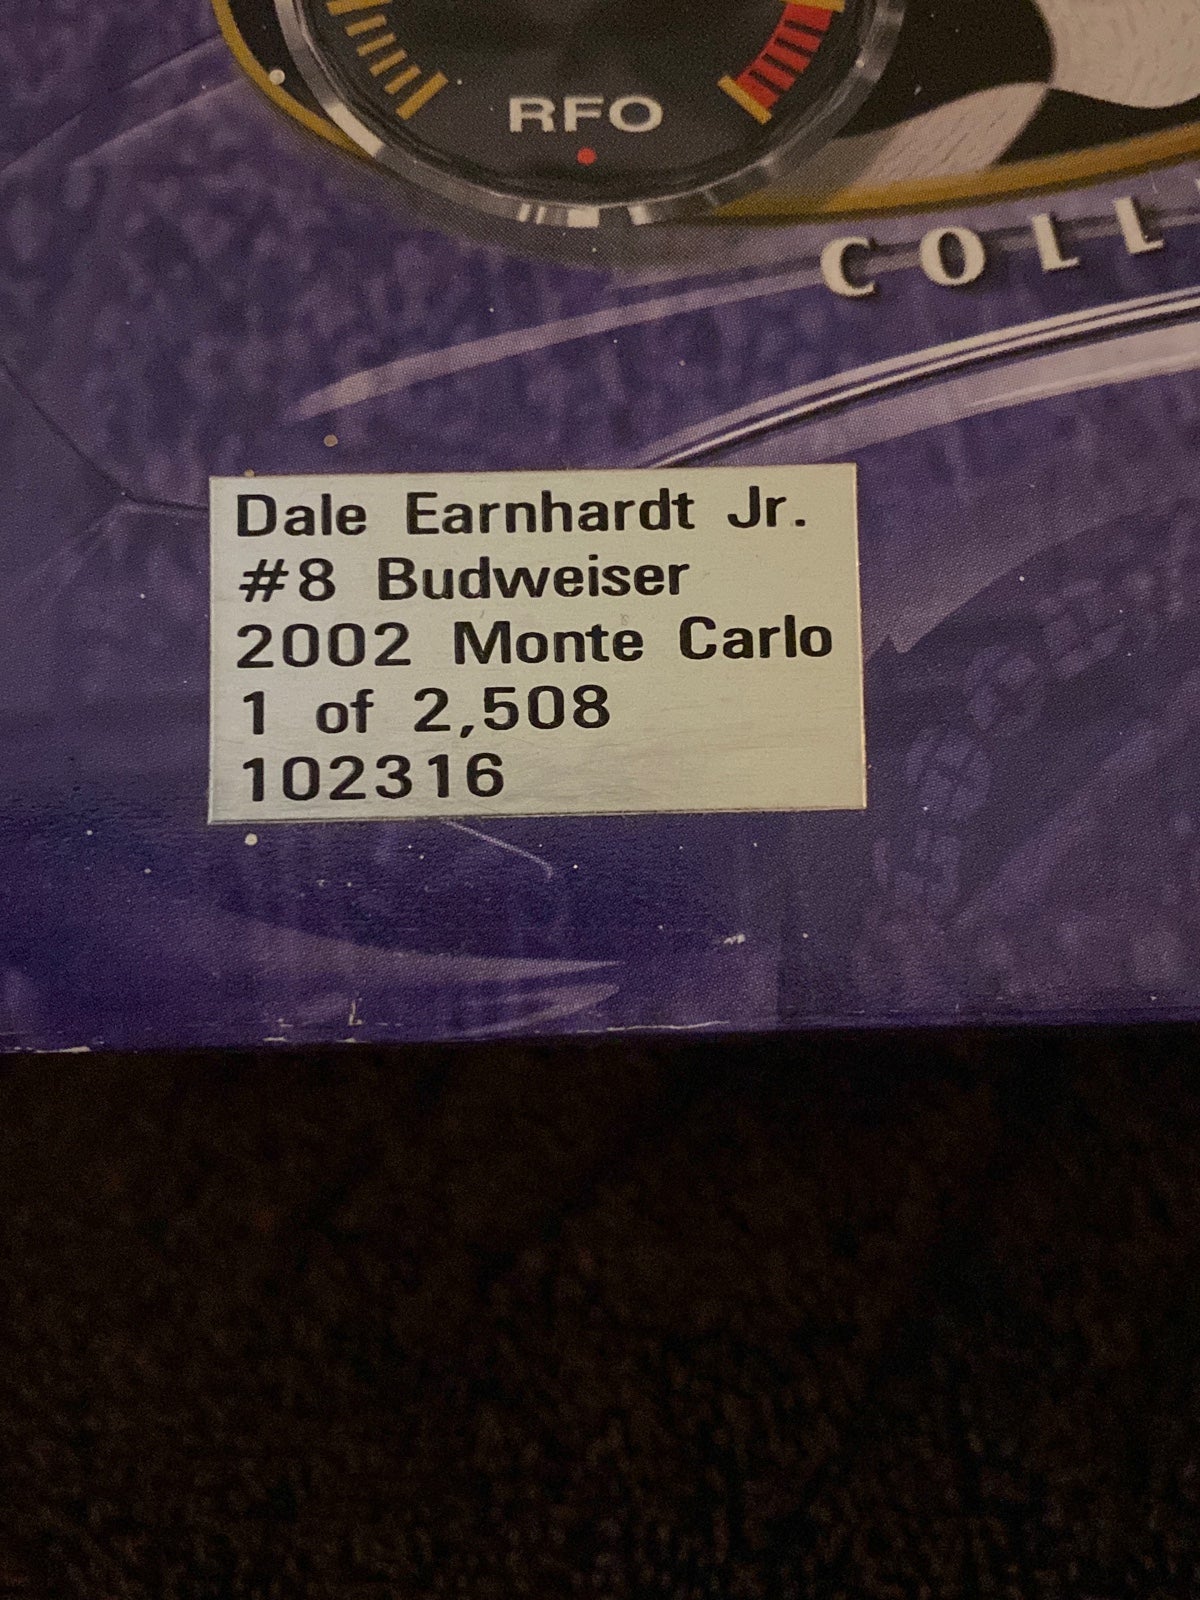 RFO
COLL
Dale Earnhardt Jr.
#8 Budweiser
2002 Monte Carlo
1 of 2,508
102316